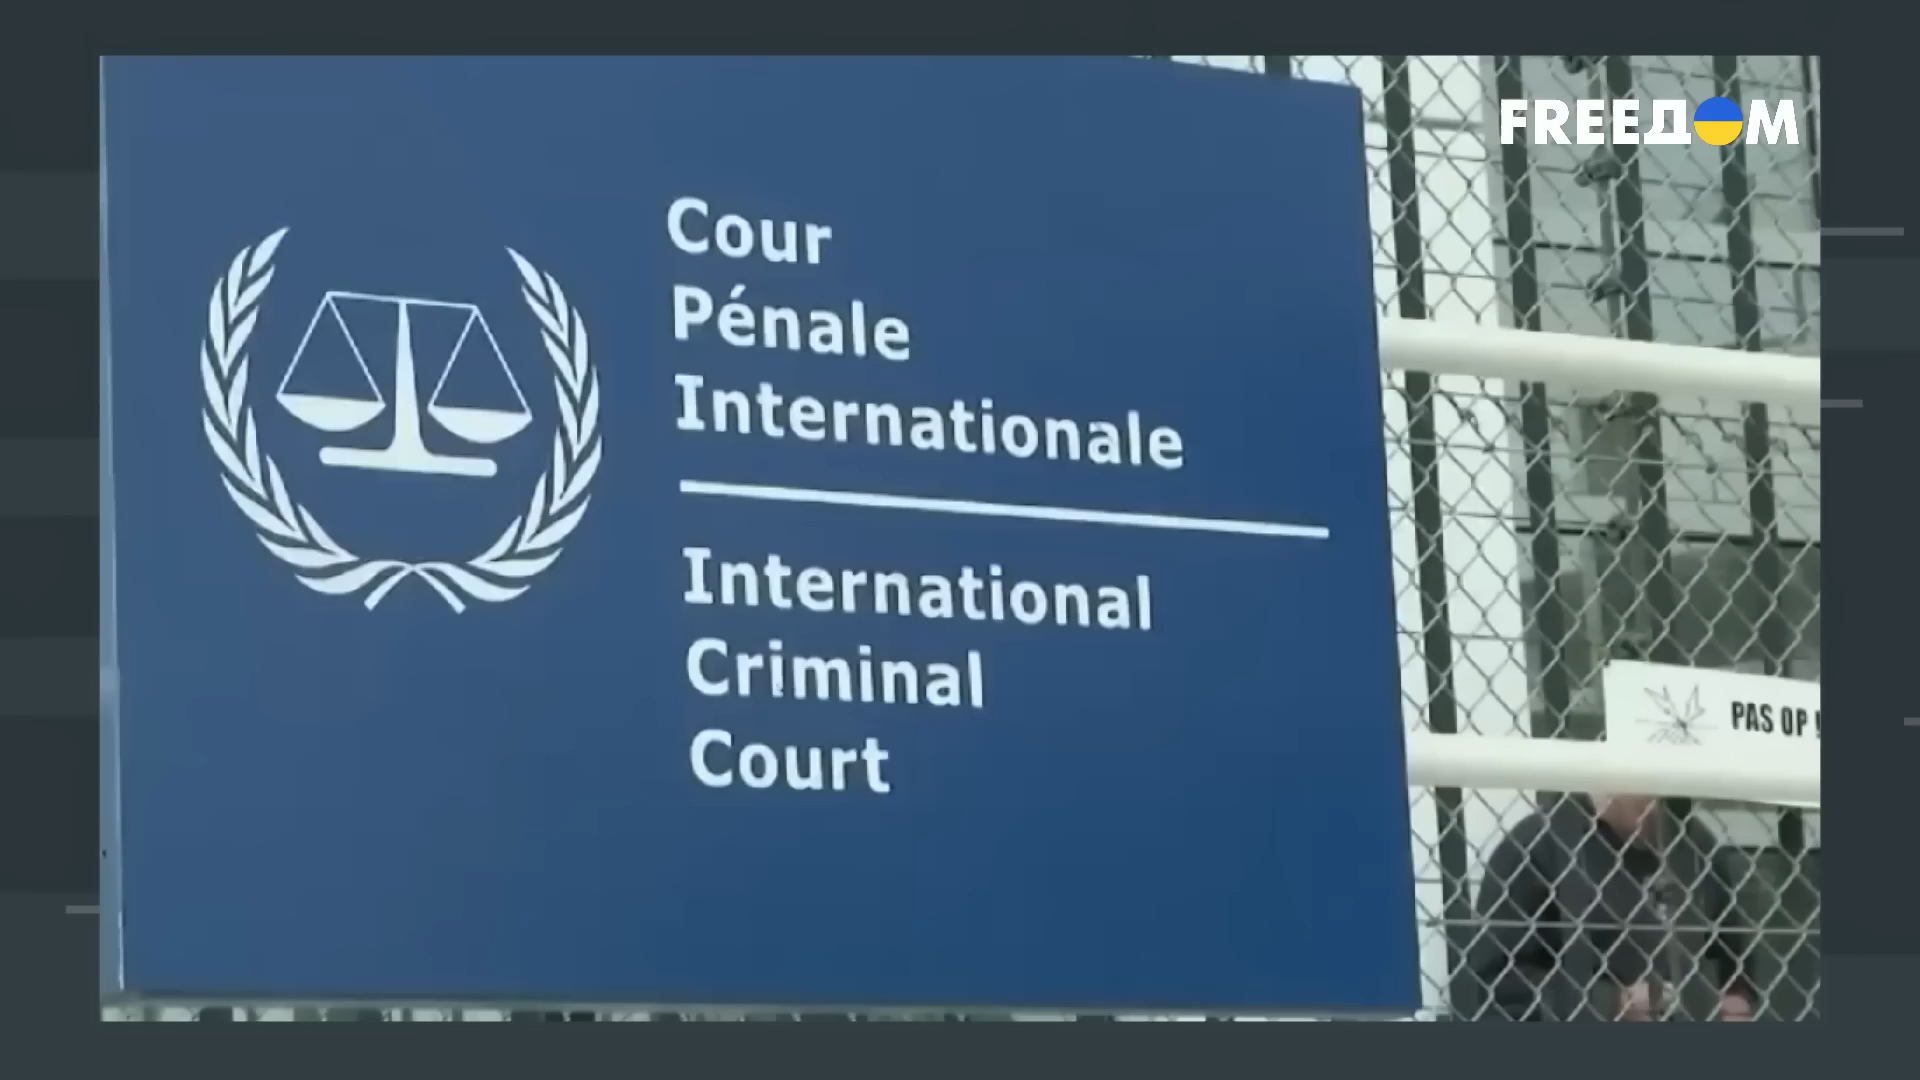 FREEДOM
Cour
Pénale
Internationale
International
Criminal
Court
PAS OP !